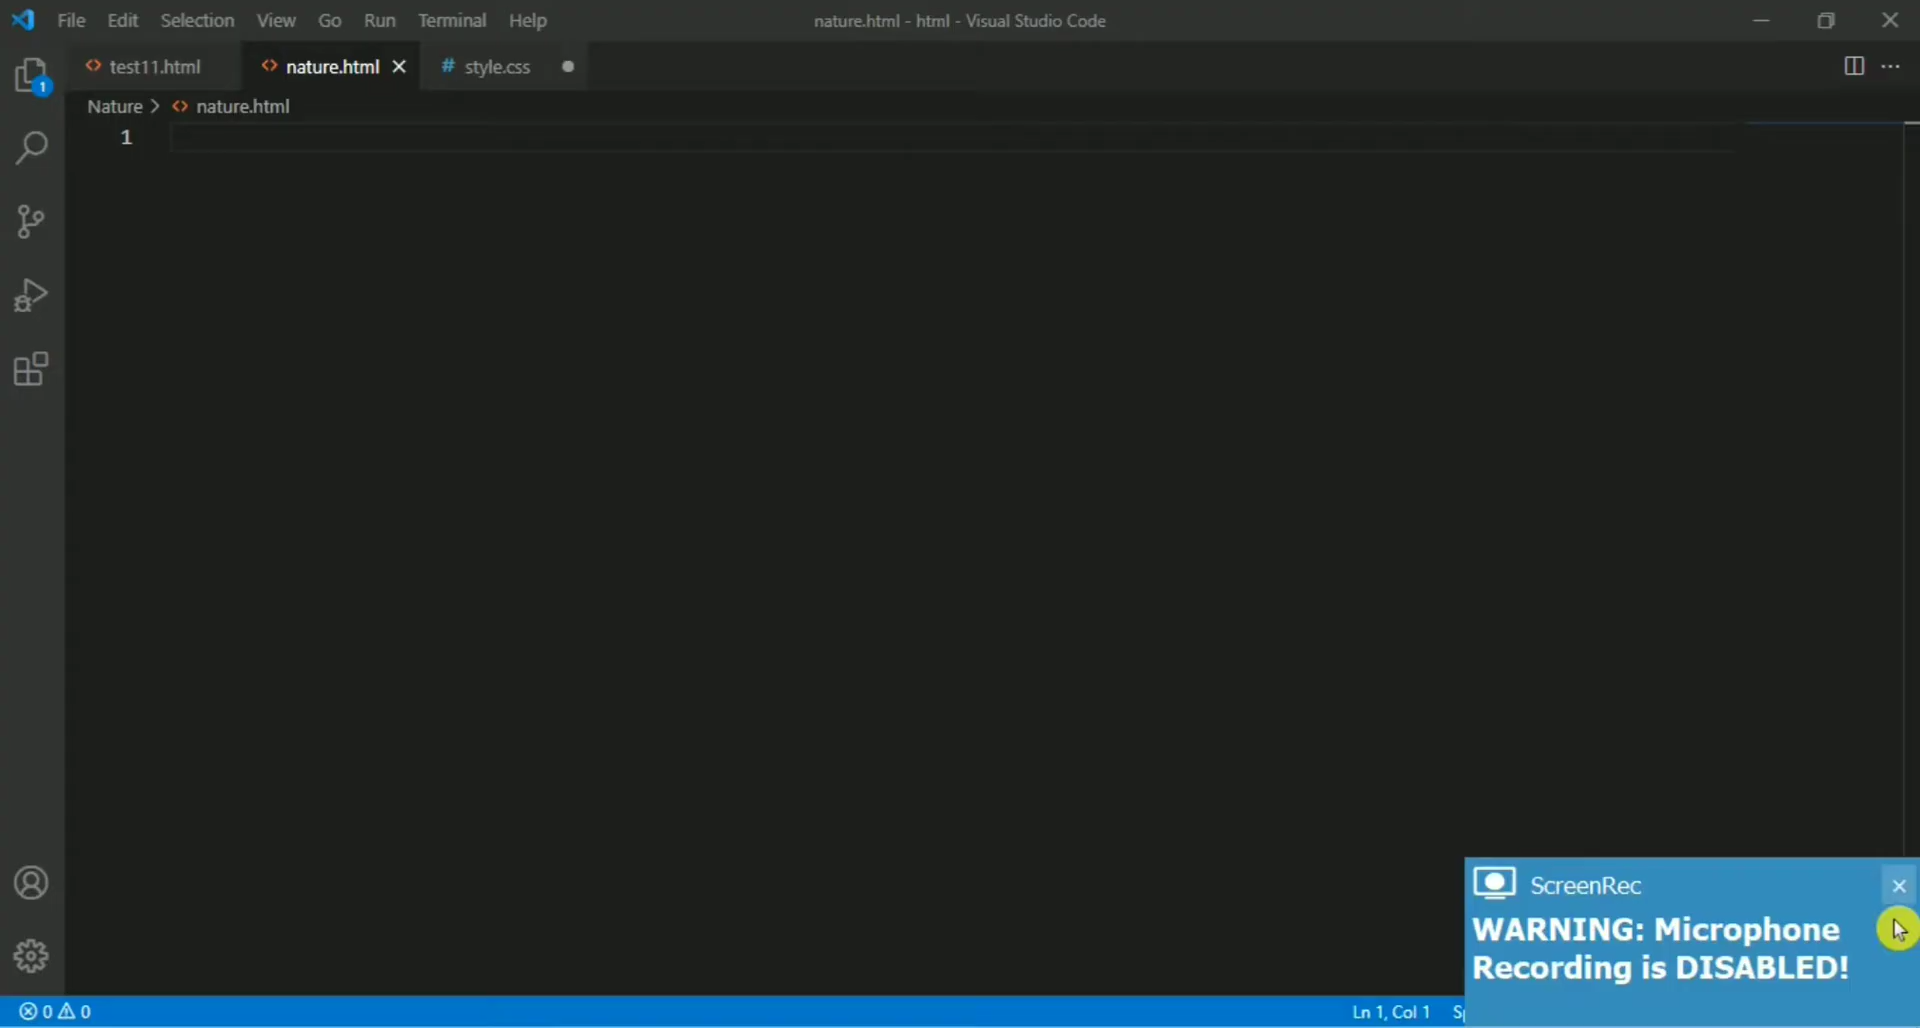 File Edit Selection View Go Run Terminal Help
nature.html - html - Visual Studio Code
1
test11.html
nature.html
# style.css
Nature > nature.html
1
ScreenRec
WARNING: Microphone
Recording is DISABLED!
0 0
Ln 1, Col 1